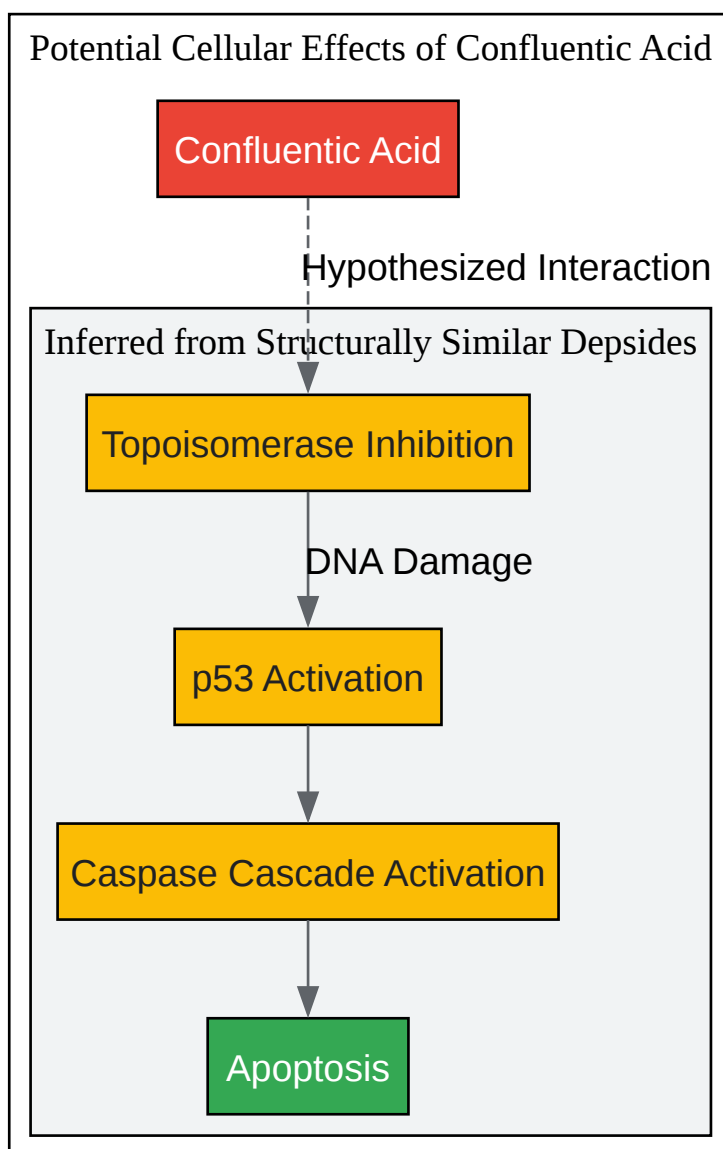 Potential Cellular Effects of Confluentic Acid
Confluentic Acid
Hypothesized Interaction
Inferred from Structurally Similar Depsides
Topoisomerase Inhibition
DNA Damage
p53 Activation
Caspase Cascade Activation
Apoptosis